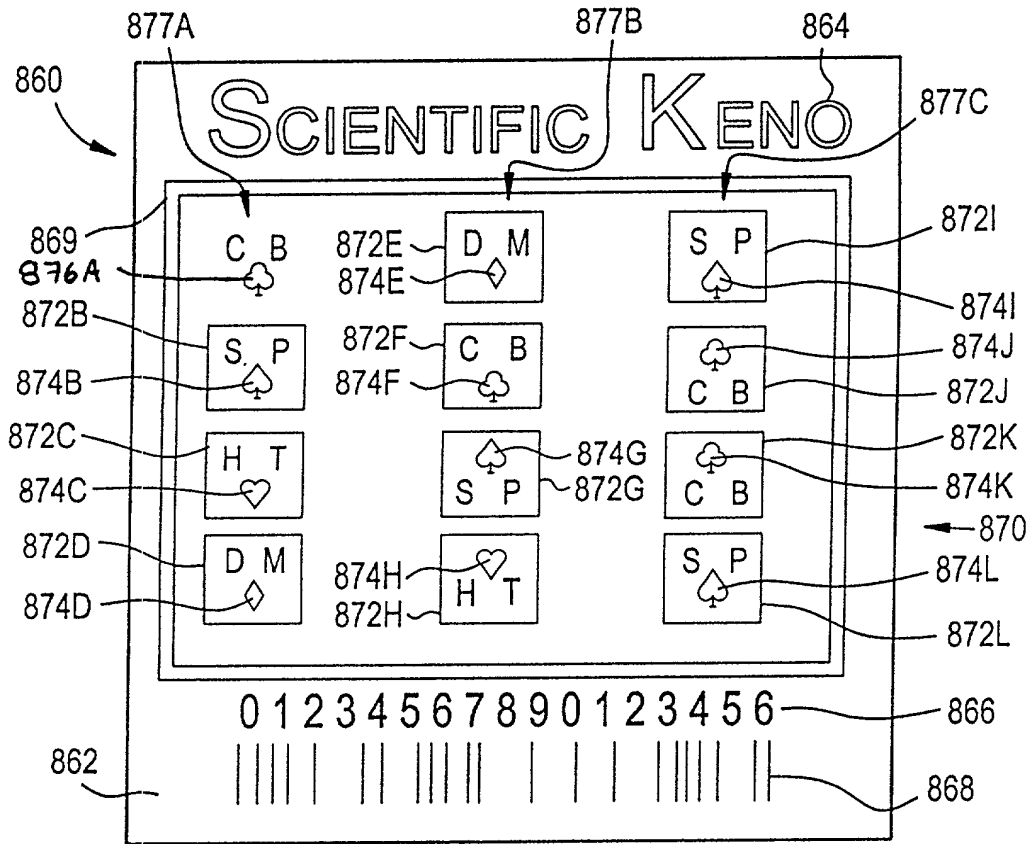 877A 877B 864
860 SCIENTIFIC KENO 877C
869 C B 872E D M S P 872I
876A 874E 874I
872B S P 872F C B 874J
874B 874F C B 872J
872C H T 874G 872K
874C S P 872G C B 874K
870
872D D M 874H S P 874L
874D 872H H T 872L
0 1 2 3 4 5 6 7 8 9 0 1 2 3 4 5 6 866
862 868